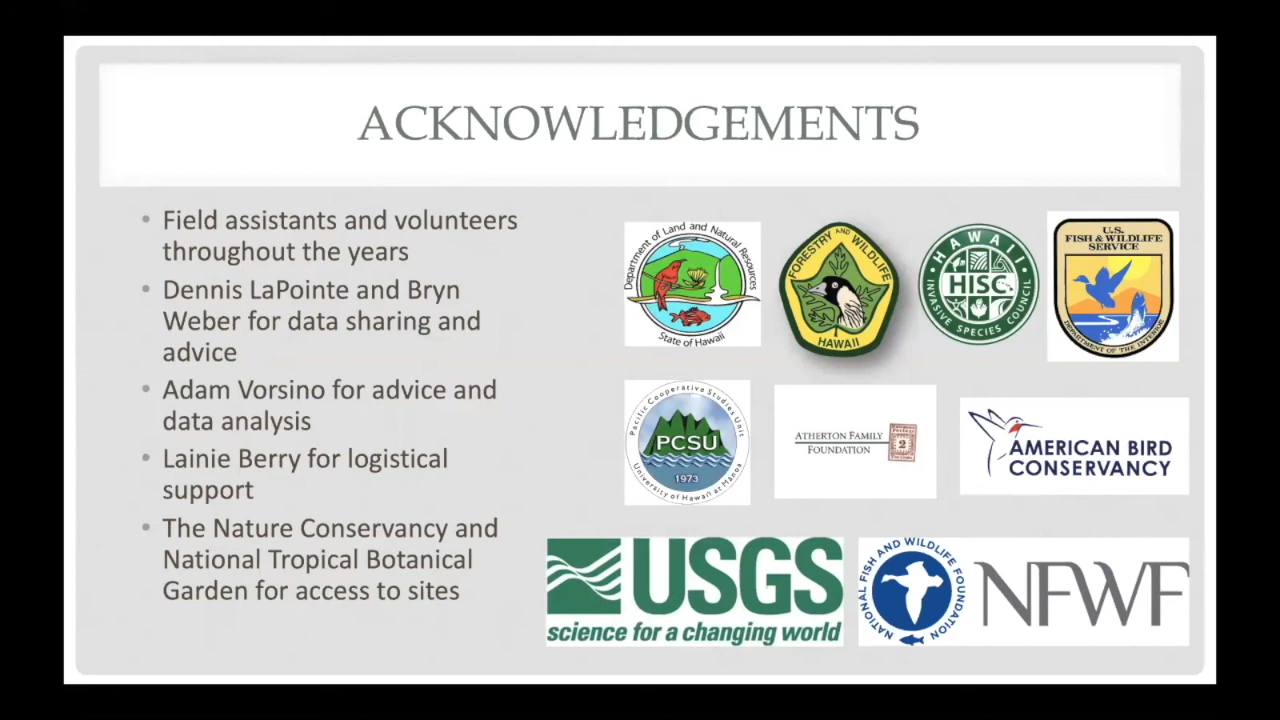 ACKNOWLEDGEMENTS
• Field assistants and volunteers
throughout the years
• Dennis LaPointe and Bryn
Weber for data sharing and
advice
• Adam Vorsino for advice and
data analysis
• Lainie Berry for logistical
support
• The Nature Conservancy and
National Tropical Botanical
Garden for access to sites
Department of Land and Natural Resources
State of Hawaii
FORESTRY AND WILDLIFE
HAWAII
HAWAI'I
HISC
INVASIVE SPECIES COUNCIL
U.S.
FISH & WILDLIFE
SERVICE
DEPARTMENT OF THE INTERIOR
Pacific Cooperative Studies Unit
PCSU
1973
University of Hawai'i at Mānoa
ATHERTON FAMILY
FOUNDATION
2
AMERICAN BIRD
CONSERVANCY
USGS
science for a changing world
NATIONAL FISH AND WILDLIFE FOUNDATION
NFWF